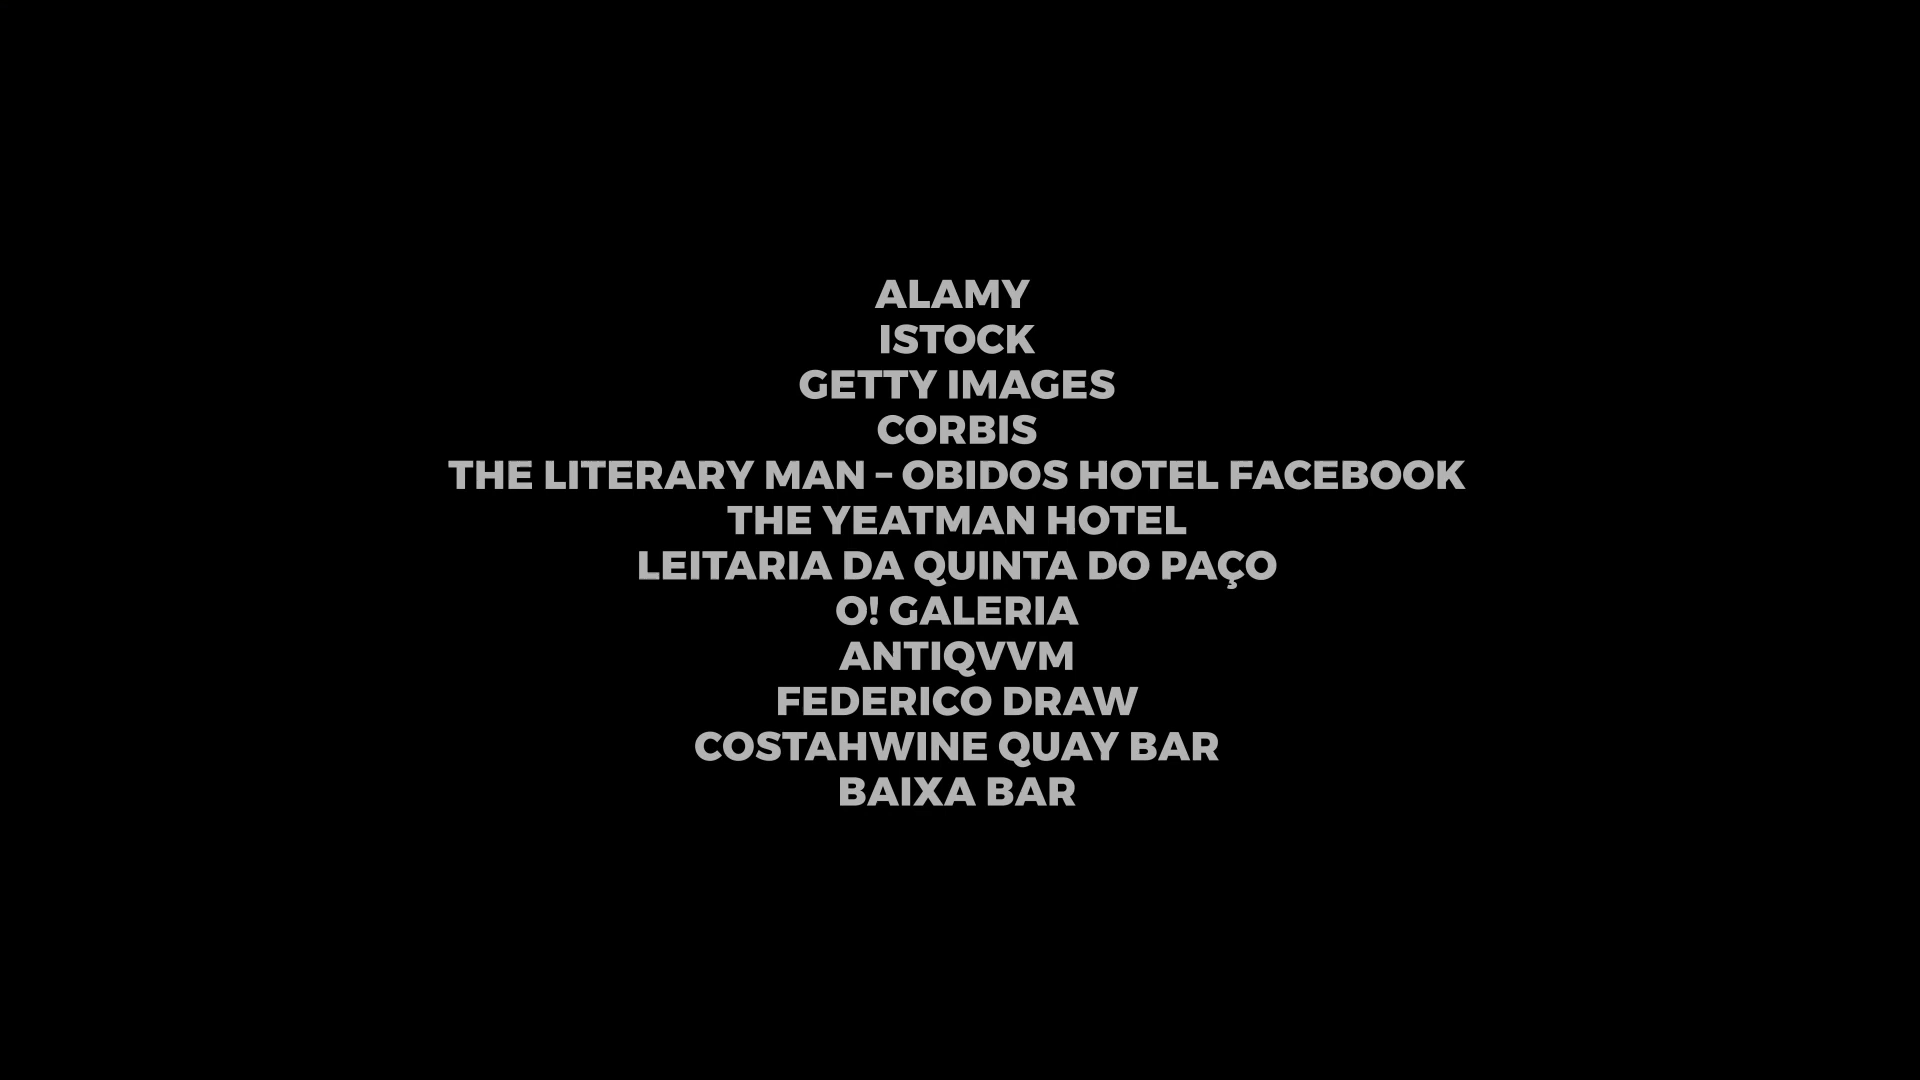 ALAMY
ISTOCK
GETTY IMAGES
CORBIS
THE LITERARY MAN – OBIDOS HOTEL FACEBOOK
THE YEATMAN HOTEL
LEITARIA DA QUINTA DO PAÇO
O! GALERIA
ANTIQVVM
FEDERICO DRAW
COSTAHWINE QUAY BAR
BAIXA BAR